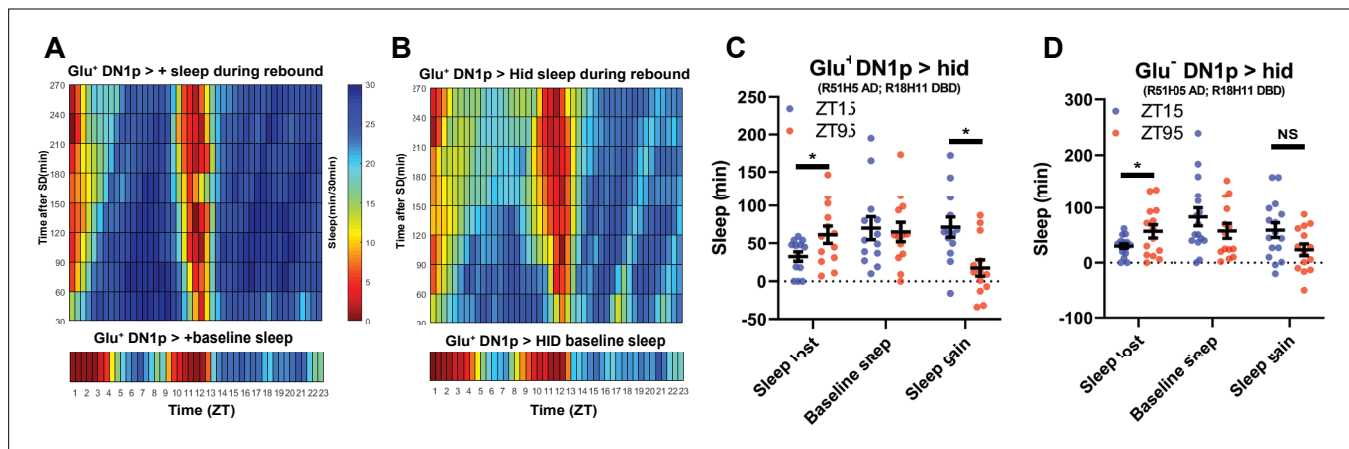 A
Glu⁺ DN1p > + sleep during rebound
Time after SD(min)
270
240
210
180
150
120
90
60
30
Sleep(min/30min)
30
25
20
15
10
5
0
Glu⁺ DN1p > +baseline sleep
1 2 3 4 5 6 7 8 9 10 11 12 13 14 15 16 17 18 19 20 21 22 23
Time (ZT)
B
Glu⁺ DN1p > Hid sleep during rebound
Time after SD(min)
270
240
210
180
150
120
90
60
30
Glu⁺ DN1p > HID baseline sleep
1 2 3 4 5 6 7 8 9 10 11 12 13 14 15 16 17 18 19 20 21 22 23
Time (ZT)
C
Glu⁺ DN1p > hid
(R51H5 AD; R18H11 DBD)
ZT15
ZT95
Sleep (min)
250
200
150
100
50
0
-50
*
*
Sleep lost
Baseline
Sleep gain
D
Glu⁻ DN1p > hid
(R51H05 AD; R18H11 DBD)
ZT15
ZT95
Sleep (min)
300
200
100
0
-100
*
NS
Sleep lost
Baseline
Sleep gain